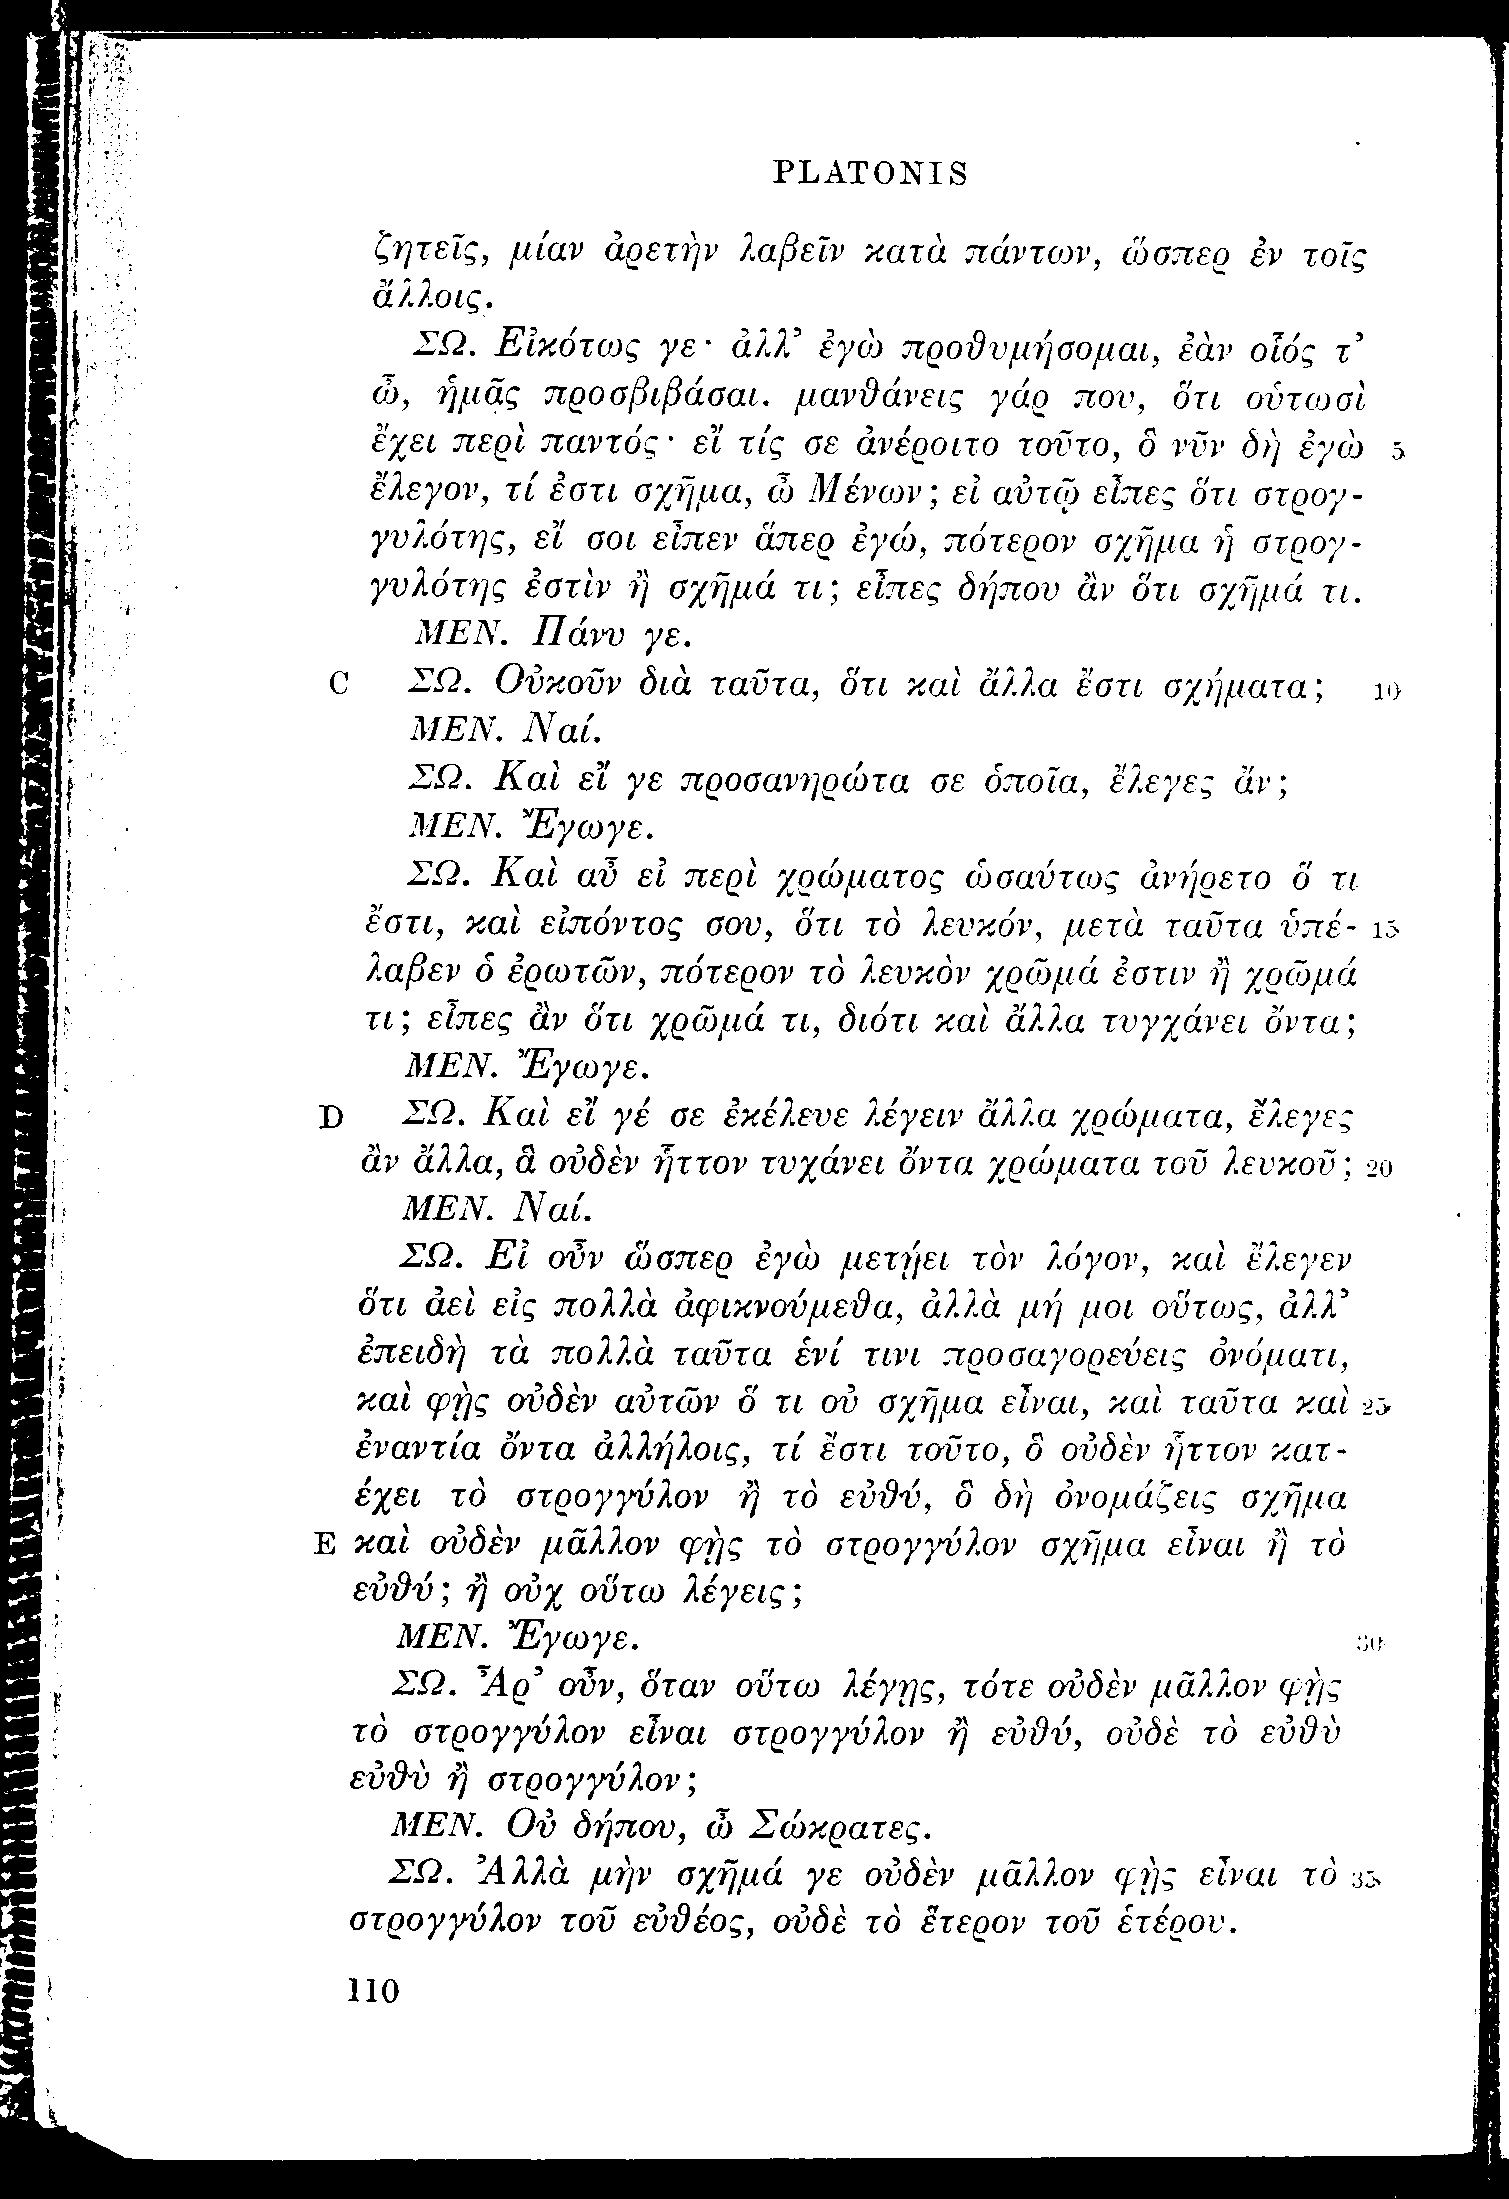 PLATONIS
ζητεῖς, μίαν ἀρετὴν λαβεῖν κατὰ πάντων, ὥσπερ ἐν τοῖς
ἄλλοις.
ΣΩ. Εἰκότως γε· ἀλλ’ ἐγὼ προθυμήσομαι, ἐὰν οἷός τ’
ὦ, ἡμᾶς προσβιβάσαι. μανθάνεις γάρ που, ὅτι οὑτωσὶ
ἔχει περὶ παντός· εἴ τίς σε ἀνέροιτο τοῦτο, ὃ νῦν δὴ ἐγὼ 5
ἔλεγον, τί ἐστι σχῆμα, ὦ Μένων; εἰ αὐτῷ εἶπες ὅτι στρογ-
γυλότης, εἴ σοι εἶπεν ἅπερ ἐγώ, πότερον σχῆμα ἡ στρογ-
γυλότης ἐστὶν ἢ σχῆμά τι; εἶπες δήπου ἂν ὅτι σχῆμά τι.
ΜΕΝ. Πάνυ γε.
C ΣΩ. Οὐκοῦν διὰ ταῦτα, ὅτι καὶ ἄλλα ἔστι σχήματα; 10
ΜΕΝ. Ναί.
ΣΩ. Καὶ εἴ γε προσανηρώτα σε ὁποῖα, ἔλεγες ἄν;
ΜΕΝ. Ἔγωγε.
ΣΩ. Καὶ αὖ εἰ περὶ χρώματος ὡσαύτως ἀνήρετο ὅ τι
ἔστι, καὶ εἰπόντος σου, ὅτι τὸ λευκόν, μετὰ ταῦτα ὑπέ- 15
λαβεν ὁ ἐρωτῶν, πότερον τὸ λευκὸν χρῶμά ἐστιν ἢ χρῶμά
τι; εἶπες ἂν ὅτι χρῶμά τι, διότι καὶ ἄλλα τυγχάνει ὄντα;
ΜΕΝ. Ἔγωγε.
D ΣΩ. Καὶ εἴ γέ σε ἐκέλευε λέγειν ἄλλα χρώματα, ἔλεγες
ἂν ἄλλα, ἃ οὐδὲν ἧττον τυχάνει ὄντα χρώματα τοῦ λευκοῦ; 20
ΜΕΝ. Ναί.
ΣΩ. Εἰ οὖν ὥσπερ ἐγὼ μετῄει τὸν λόγον, καὶ ἔλεγεν
ὅτι ἀεὶ εἰς πολλὰ ἀφικνούμεθα, ἀλλὰ μή μοι οὕτως, ἀλλ’
ἐπειδὴ τὰ πολλὰ ταῦτα ἑνί τινι προσαγορεύεις ὀνόματι,
καὶ φῂς οὐδὲν αὐτῶν ὅ τι οὐ σχῆμα εἶναι, καὶ ταῦτα καὶ 25
ἐναντία ὄντα ἀλλήλοις, τί ἔστι τοῦτο, ὃ οὐδὲν ἧττον κατ-
έχει τὸ στρογγύλον ἢ τὸ εὐθύ, ὃ δὴ ὀνομάζεις σχῆμα
E καὶ οὐδὲν μᾶλλον φῂς τὸ στρογγύλον σχῆμα εἶναι ἢ τὸ
εὐθύ; ἢ οὐχ οὕτω λέγεις;
ΜΕΝ. Ἔγωγε. 30
ΣΩ. Ἆρ’ οὖν, ὅταν οὕτω λέγῃς, τότε οὐδὲν μᾶλλον φῂς
τὸ στρογγύλον εἶναι στρογγύλον ἢ εὐθύ, οὐδὲ τὸ εὐθὺ
εὐθὺ ἢ στρογγύλον;
ΜΕΝ. Οὐ δήπου, ὦ Σώκρατες.
ΣΩ. Ἀλλὰ μὴν σχῆμά γε οὐδὲν μᾶλλον φῂς εἶναι τὸ 35
στρογγύλον τοῦ εὐθέος, οὐδὲ τὸ ἕτερον τοῦ ἑτέρου.
110